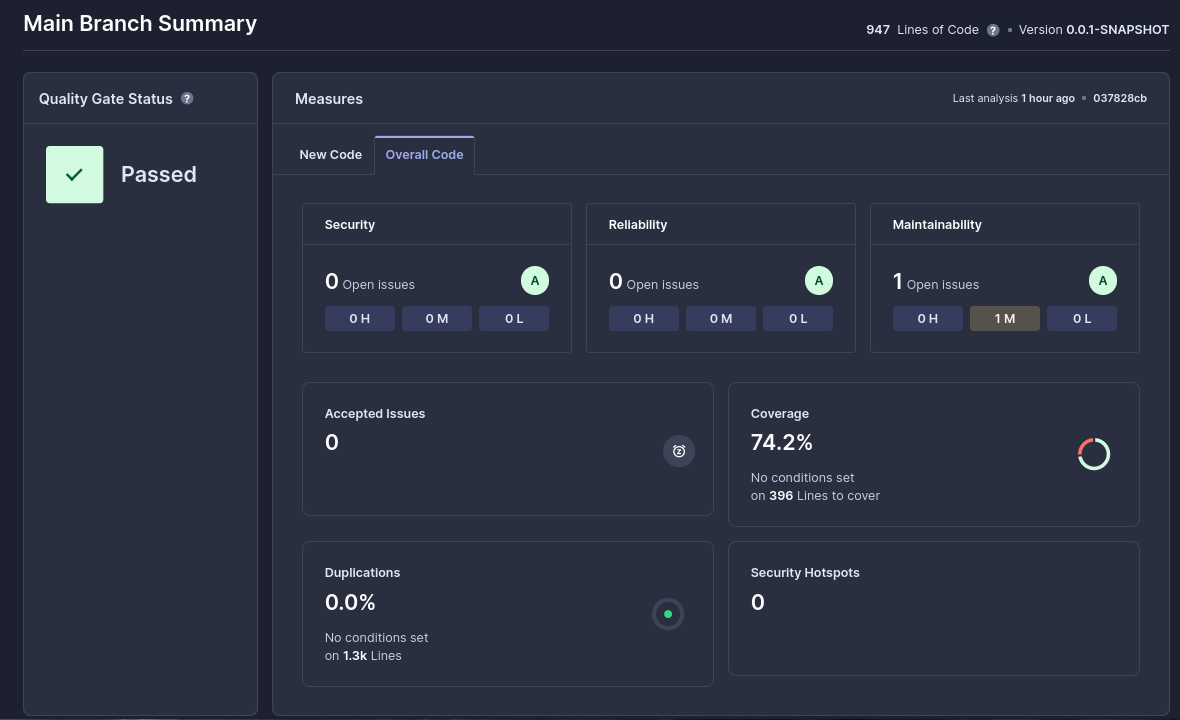 Main Branch Summary
947 Lines of Code ? • Version 0.0.1-SNAPSHOT
Quality Gate Status ?
Passed
Measures
Last analysis 1 hour ago • 037828cb
New Code
Overall Code
Security
0 Open issues
A
0 H
0 M
0 L
Reliability
0 Open issues
A
0 H
0 M
0 L
Maintainability
1 Open issues
A
0 H
1 M
0 L
Accepted Issues
0
Coverage
74.2%
No conditions set
on 396 Lines to cover
Duplications
0.0%
No conditions set
on 1.3k Lines
Security Hotspots
0